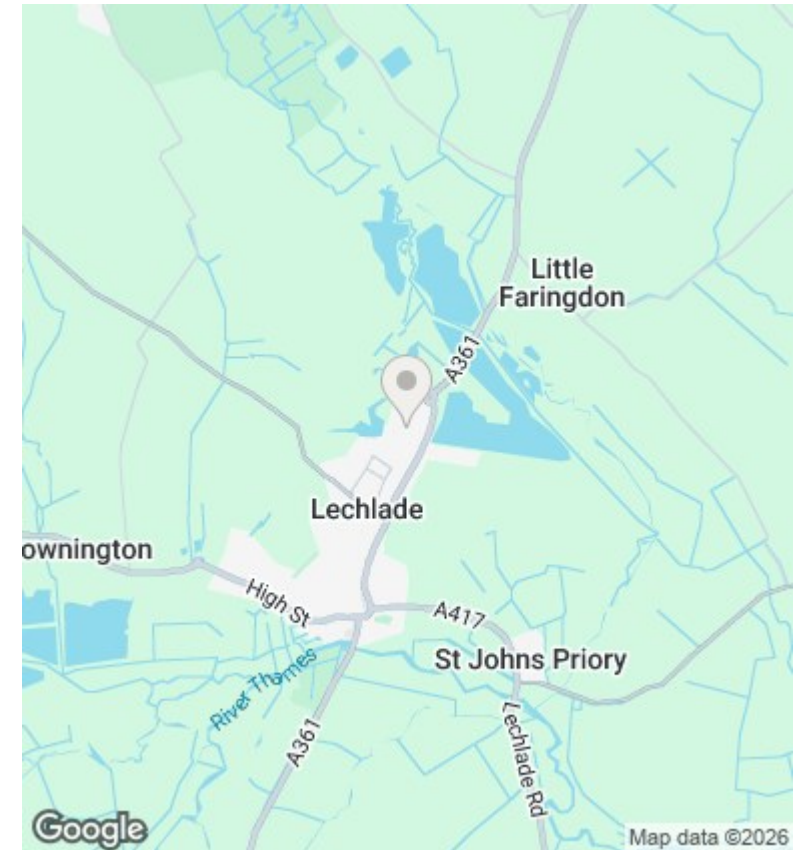 Little
Faringdon
A361
Lechlade
ownington
High St
A417
St Johns Priory
River Thames
Lechlade Rd
A361
Google
Map data ©2026